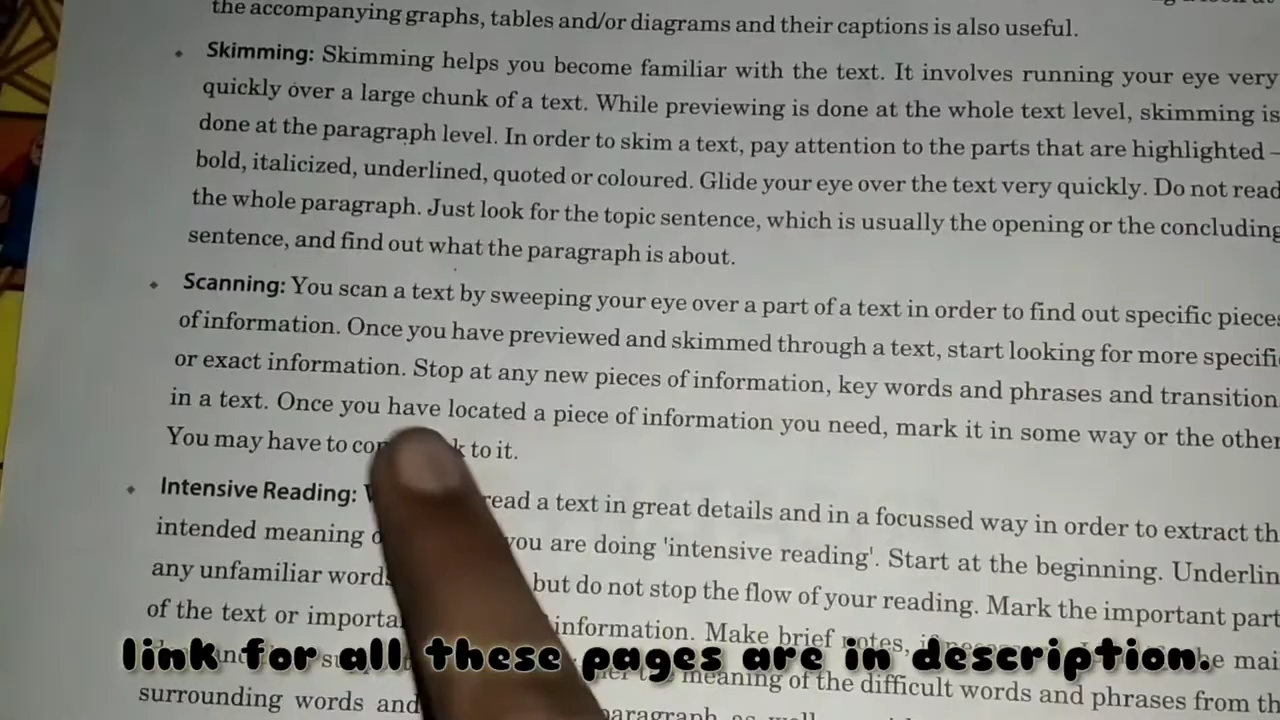 the accompanying graphs, tables and/or diagrams and their captions is also useful.
Skimming: Skimming helps you become familiar with the text. It involves running your eye very
quickly over a large chunk of a text. While previewing is done at the whole text level, skimming is
done at the paragraph level. In order to skim a text, pay attention to the parts that are highlighted –
bold, italicized, underlined, quoted or coloured. Glide your eye over the text very quickly. Do not read
the whole paragraph. Just look for the topic sentence, which is usually the opening or the concluding
sentence, and find out what the paragraph is about.
Scanning: You scan a text by sweeping your eye over a part of a text in order to find out specific pieces
of information. Once you have previewed and skimmed through a text, start looking for more specifi
or exact information. Stop at any new pieces of information, key words and phrases and transition
in a text. Once you have located a piece of information you need, mark it in some way or the other
You may have to to it.
Intensive Reading: read a text in great details and in a focussed way in order to extract th
intended meaning you are doing 'intensive reading'. Start at the beginning. Underlin
any unfamiliar words but do not stop the flow of your reading. Mark the important part
of the text or information. Make brief notes,
link for all these pages are in description.
mai
meaning of the difficult words and phrases from th
surrounding words and